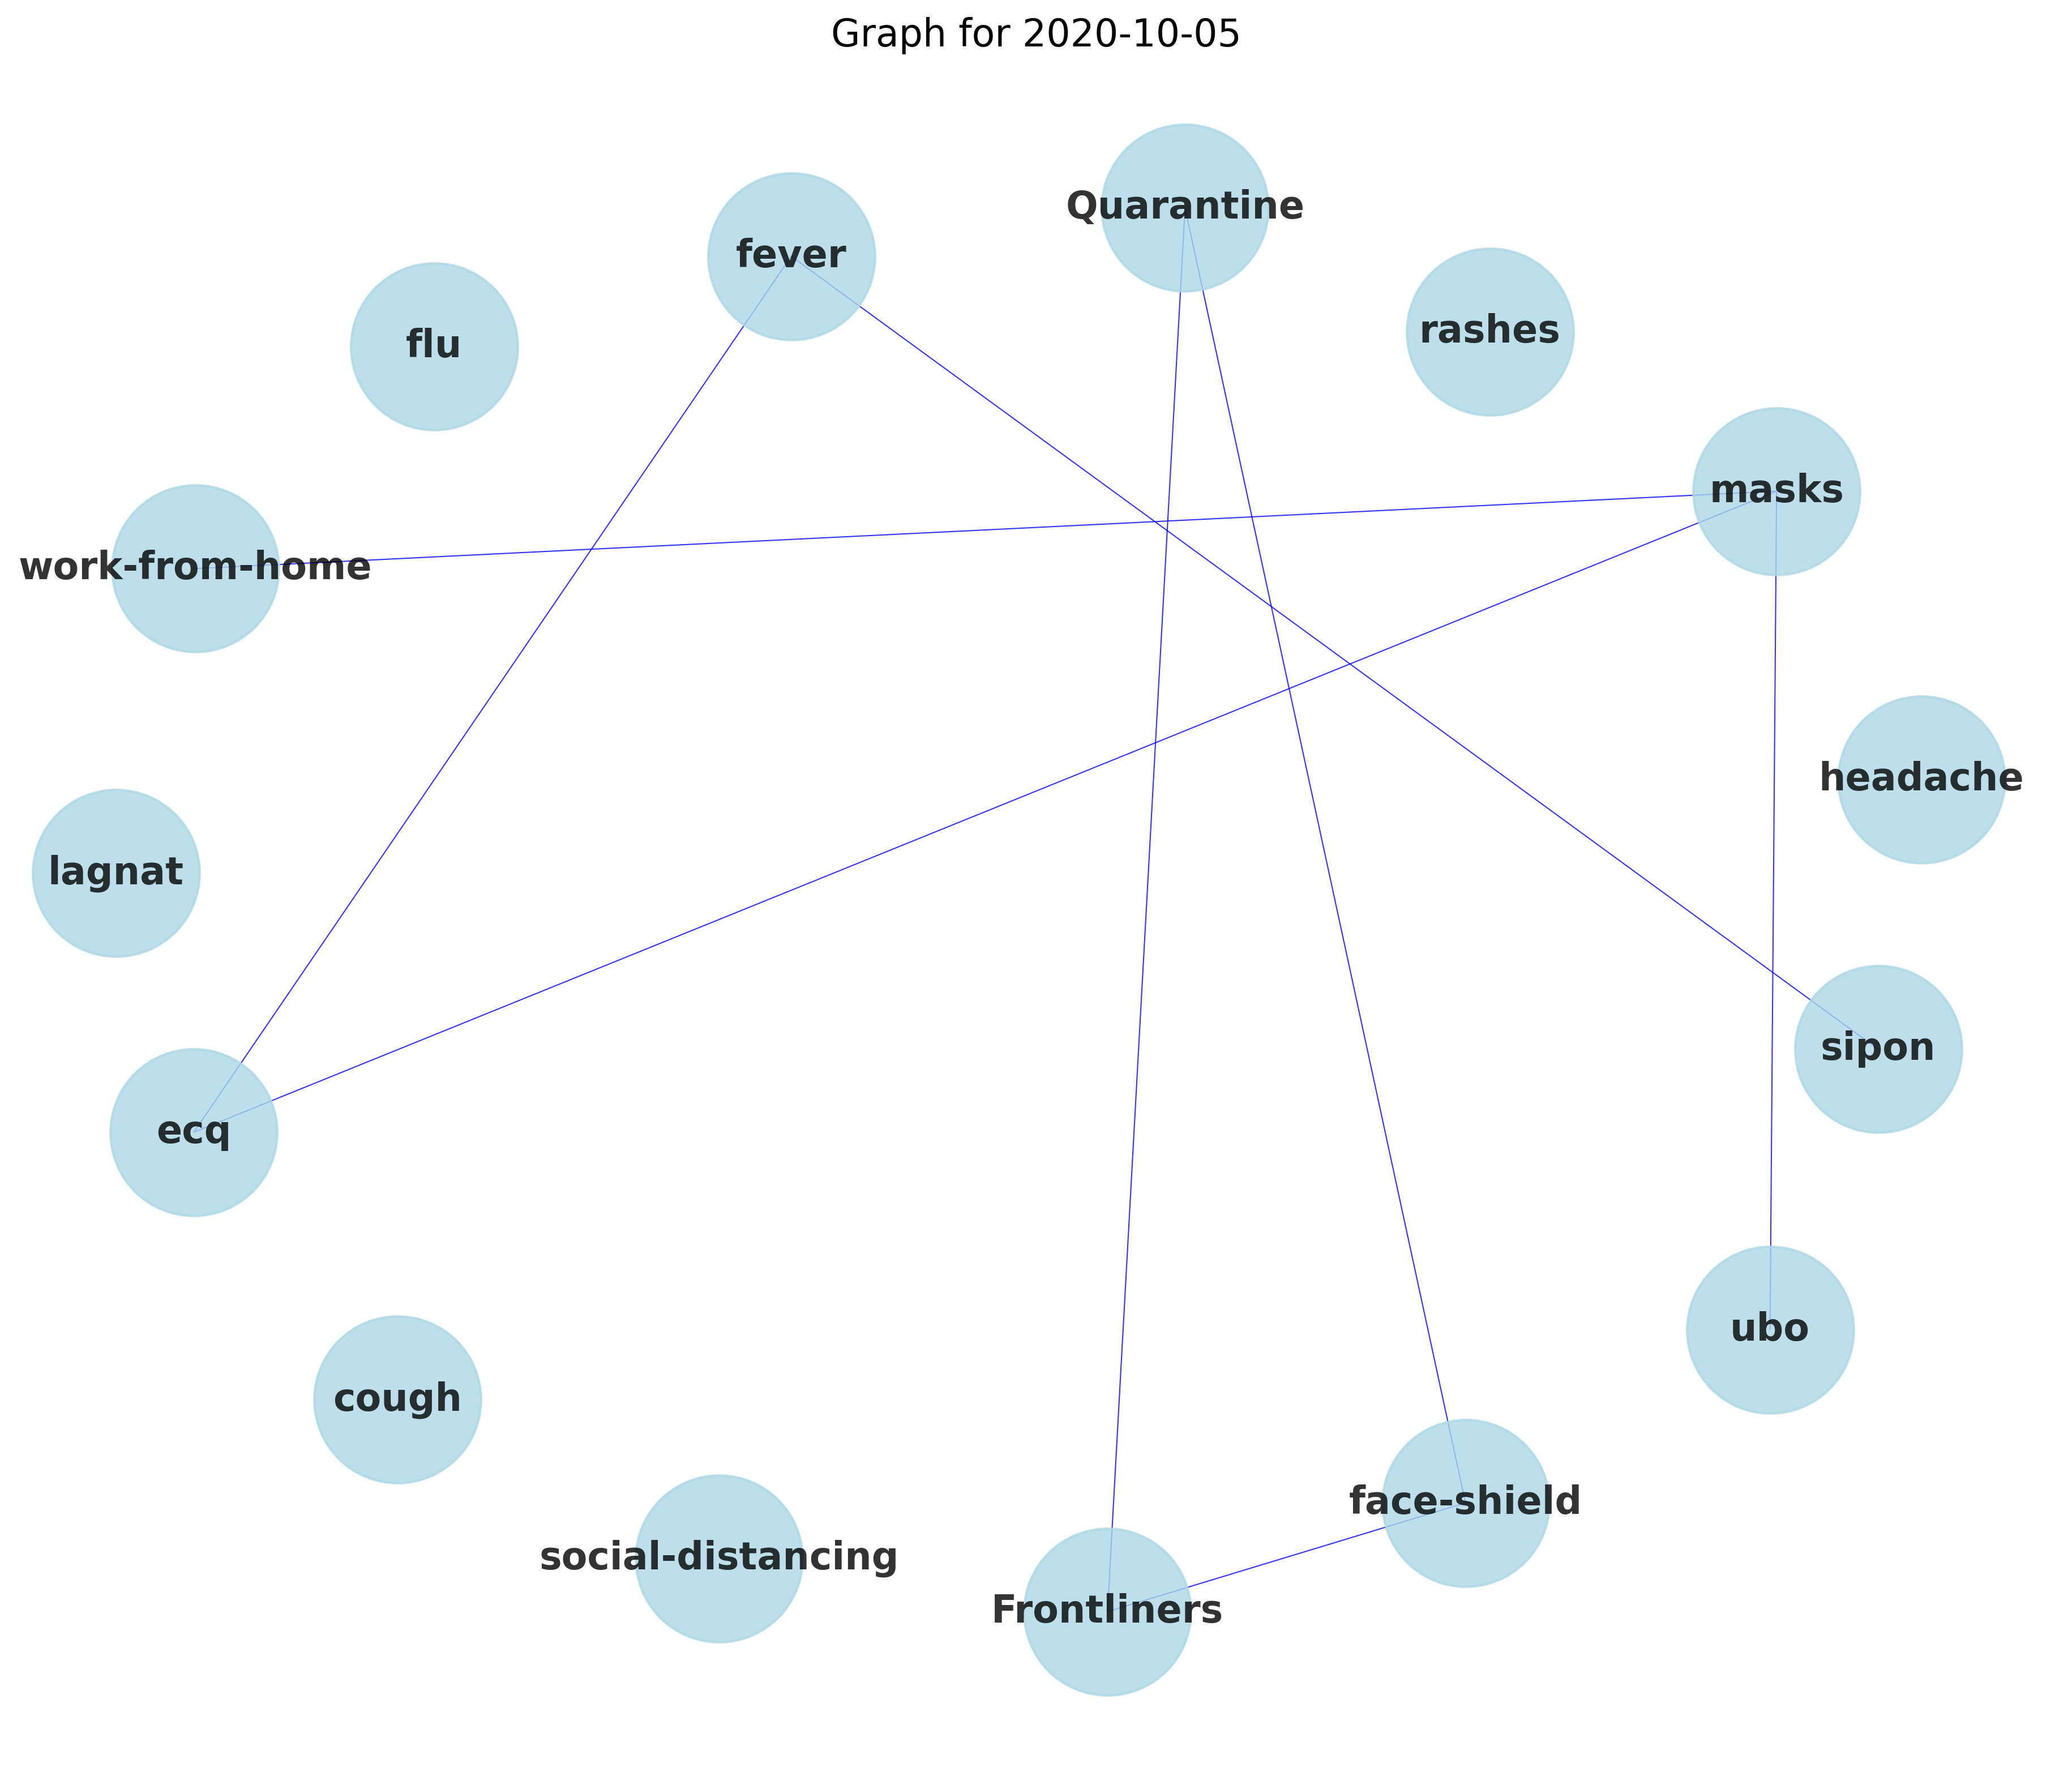 Graph for 2020-10-05
Quarantine
fever
rashes
flu
masks
work-from-home
headache
lagnat
sipon
ecq
ubo
cough
face-shield
social-distancing
Frontliners